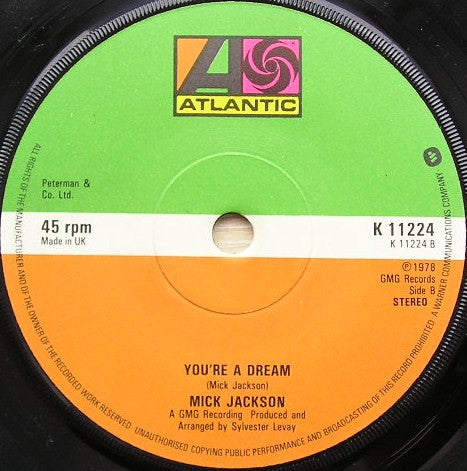 ATLANTIC
Peterman &
Co. Ltd.
45 rpm
Made in UK
K 11224
K 11224 B
℗ 1978
GMG Records
Side B
STEREO
YOU'RE A DREAM
(Mick Jackson)
MICK JACKSON
A GMG Recording Produced and
Arranged by Sylvester Levay
ALL RIGHTS OF THE MANUFACTURER AND OF THE OWNER OF THE RECORDED WORK RESERVED UNAUTHORISED COPYING PUBLIC PERFORMANCE AND BROADCASTING OF THIS RECORD PROHIBITED A WARNER COMMUNICATIONS COMPANY